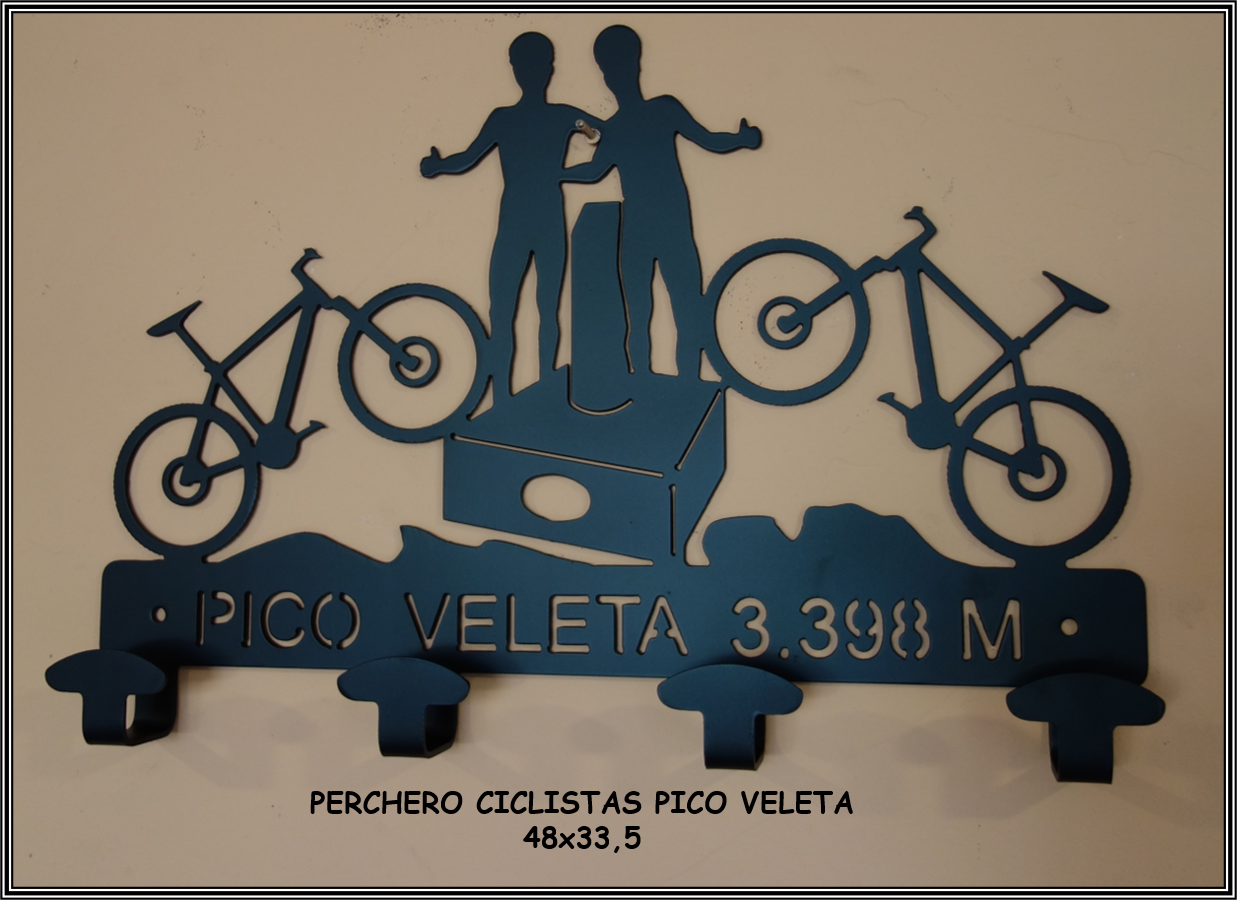 PICO VELETA 3.398 M
PERCHERO CICLISTAS PICO VELETA
48x33,5